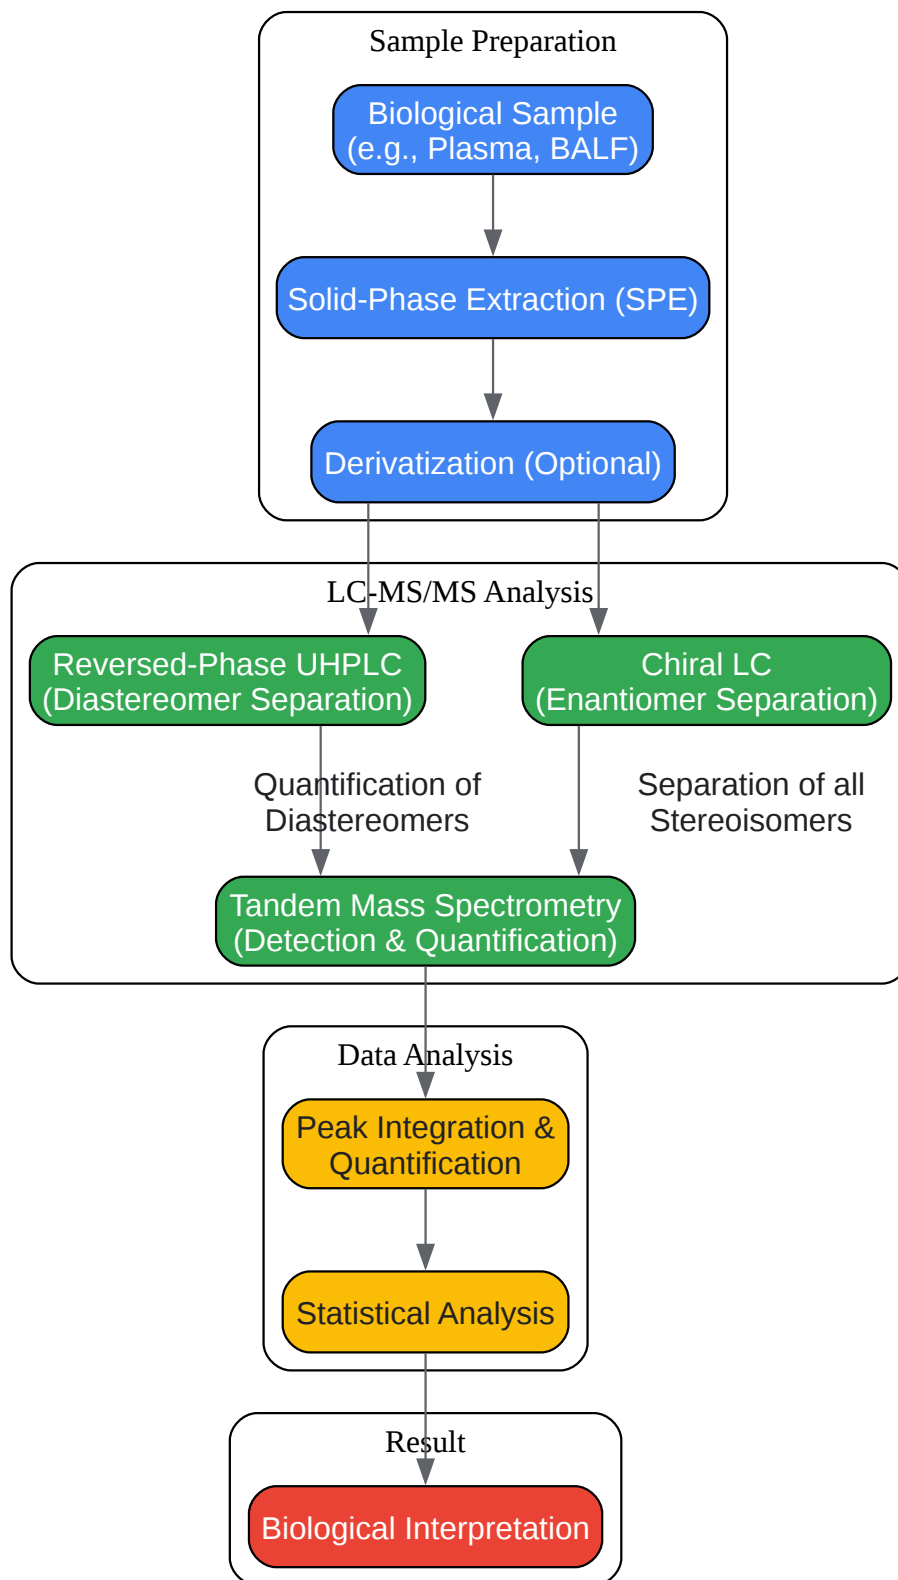 Sample Preparation
Biological Sample
(e.g., Plasma, BALF)
Solid-Phase Extraction (SPE)
Derivatization (Optional)
LC-MS/MS Analysis
Reversed-Phase UHPLC
(Diastereomer Separation)
Chiral LC
(Enantiomer Separation)
Quantification of
Diastereomers
Separation of all
Stereoisomers
Tandem Mass Spectrometry
(Detection & Quantification)
Data Analysis
Peak Integration &
Quantification
Statistical Analysis
Result
Biological Interpretation